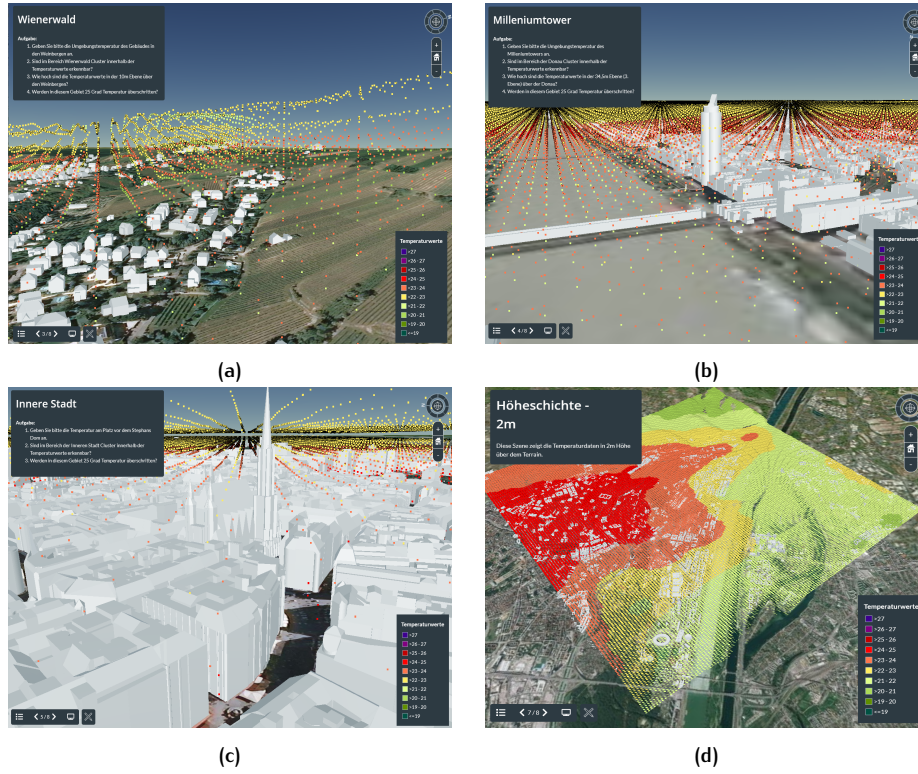 Wienerwald
Aufgabe:
1. Geben Sie bitte die Umgebungstemperatur des Gebäudes in
den Weinbergen an.
2. Sind im Bereich Wienerwald Cluster innerhalb der
Temperaturwerte erkennbar?
3. Wie hoch sind die Temperaturwerte in der 10m Ebene über
den Weinbergen?
4. Werden in diesem Gebiet 25 Grad Temperatur überschritten?
Temperaturwerte
>27
>26 - 27
>25 - 26
>24 - 25
>23 - 24
>22 - 23
>21 - 22
>20 - 21
>19 - 20
<=19
3/8
(a)
Milleniumtower
Aufgabe:
1. Geben Sie bitte die Umgebungstemperatur des
Milleniumtowers an.
2. Sind im Bereich der Donau Cluster innerhalb der
Temperaturwerte erkennbar?
3. Wie hoch sind die Temperaturwerte in der 34,5m Ebene (3.
Ebene) über der Donau?
4. Werden in diesem Gebiet 25 Grad Temperatur überschritten?
Temperaturwerte
>27
>26 - 27
>25 - 26
>24 - 25
>23 - 24
>22 - 23
>21 - 22
>20 - 21
>19 - 20
<=19
4/8
(b)
Innere Stadt
Aufgabe:
1. Geben Sie bitte die Temperatur am Platz vor dem Stephans
Dom an.
2. Sind im Bereich der Inneren Stadt Cluster innerhalb der
Temperaturwerte erkennbar?
3. Werden in diesem Gebiet 25 Grad Temperatur überschritten?
Temperaturwerte
>27
>26 - 27
>25 - 26
>24 - 25
>23 - 24
>22 - 23
>21 - 22
>20 - 21
>19 - 20
<=19
5/8
(c)
Höheschichte -
2m
Diese Szene zeigt die Temperaturdaten in 2m Höhe
über dem Terrain.
Temperaturwerte
>27
>26 - 27
>25 - 26
>24 - 25
>23 - 24
>22 - 23
>21 - 22
>20 - 21
>19 - 20
<=19
7/8
(d)